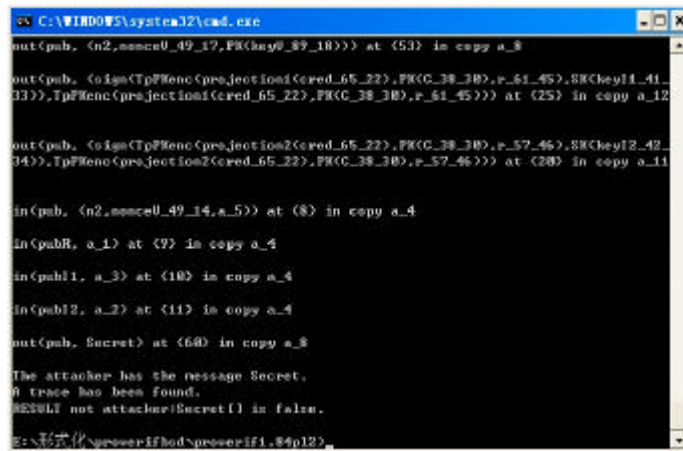 C:\WINDOWS\system32\cmd.exe
out(pub, (n2,nonceU_49_17,PK(keyU_89_18))) at {53} in copy a_8
out(pub, (sign(TpPKenc(projection1(cred_65_22),PK(C_38_30),r_61_45),SK(keyI1_41_
33)),TpPKenc(projection1(cred_65_22),PK(C_38_30),r_61_45))) at {25} in copy a_12
out(pub, (sign(TpPKenc(projection2(cred_65_22),PK(C_38_30),r_57_46),SK(keyI2_42_
34)),TpPKenc(projection2(cred_65_22),PK(C_38_30),r_57_46))) at {20} in copy a_11
in(pub, (n2,nonceU_49_14,a_5)) at {8} in copy a_4
in(pubR, a_1) at {9} in copy a_4
in(pubI1, a_3) at {10} in copy a_4
in(pubI2, a_2) at {11} in copy a_4
out(pub, Secret) at {60} in copy a_8
The attacker has the message Secret.
A trace has been found.
RESULT not attacker:Secret[] is false.
E:\形式化\proverifhod\proverif1.84pl2>